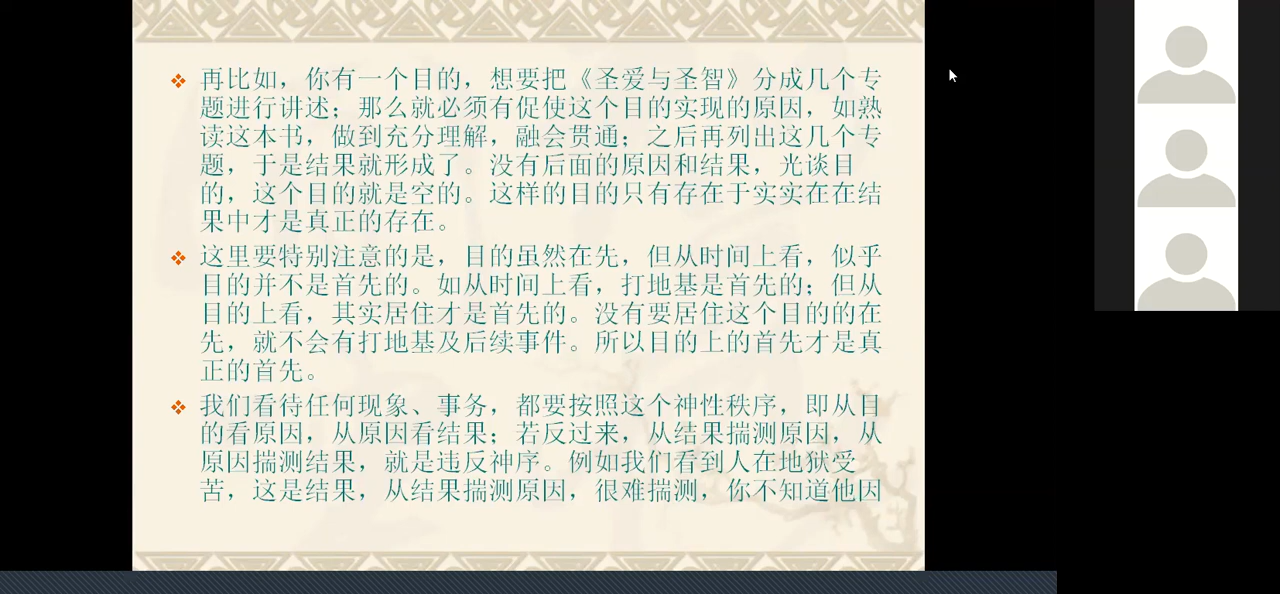 再比如，你有一个目的，想要把《圣爱与圣智》分成几个专
题进行讲述；那么就必须有促使这个目的实现的原因，如熟
读这本书，做到充分理解，融会贯通；之后再列出这几个专
题，于是结果就形成了。没有后面的原因和结果，光谈目
的，这个目的就是空的。这样的目的只有存在于实实在在结
果中才是真正的存在。
这里要特别注意的是，目的虽然在先，但从时间上看，似乎
目的并不是首先的。如从时间上看，打地基是首先的；但从
目的上看，其实居住才是首先的。没有要居住这个目的的在
先，就不会有打地基及后续事件。所以目的上的首先才是真
正的首先。
我们看待任何现象、事务，都要按照这个神性秩序，即从目
的看原因，从原因看结果；若反过来，从结果揣测原因，从
原因揣测结果，就是违反神序。例如我们看到人在地狱受
苦，这是结果，从结果揣测原因，很难揣测，你不知道他因